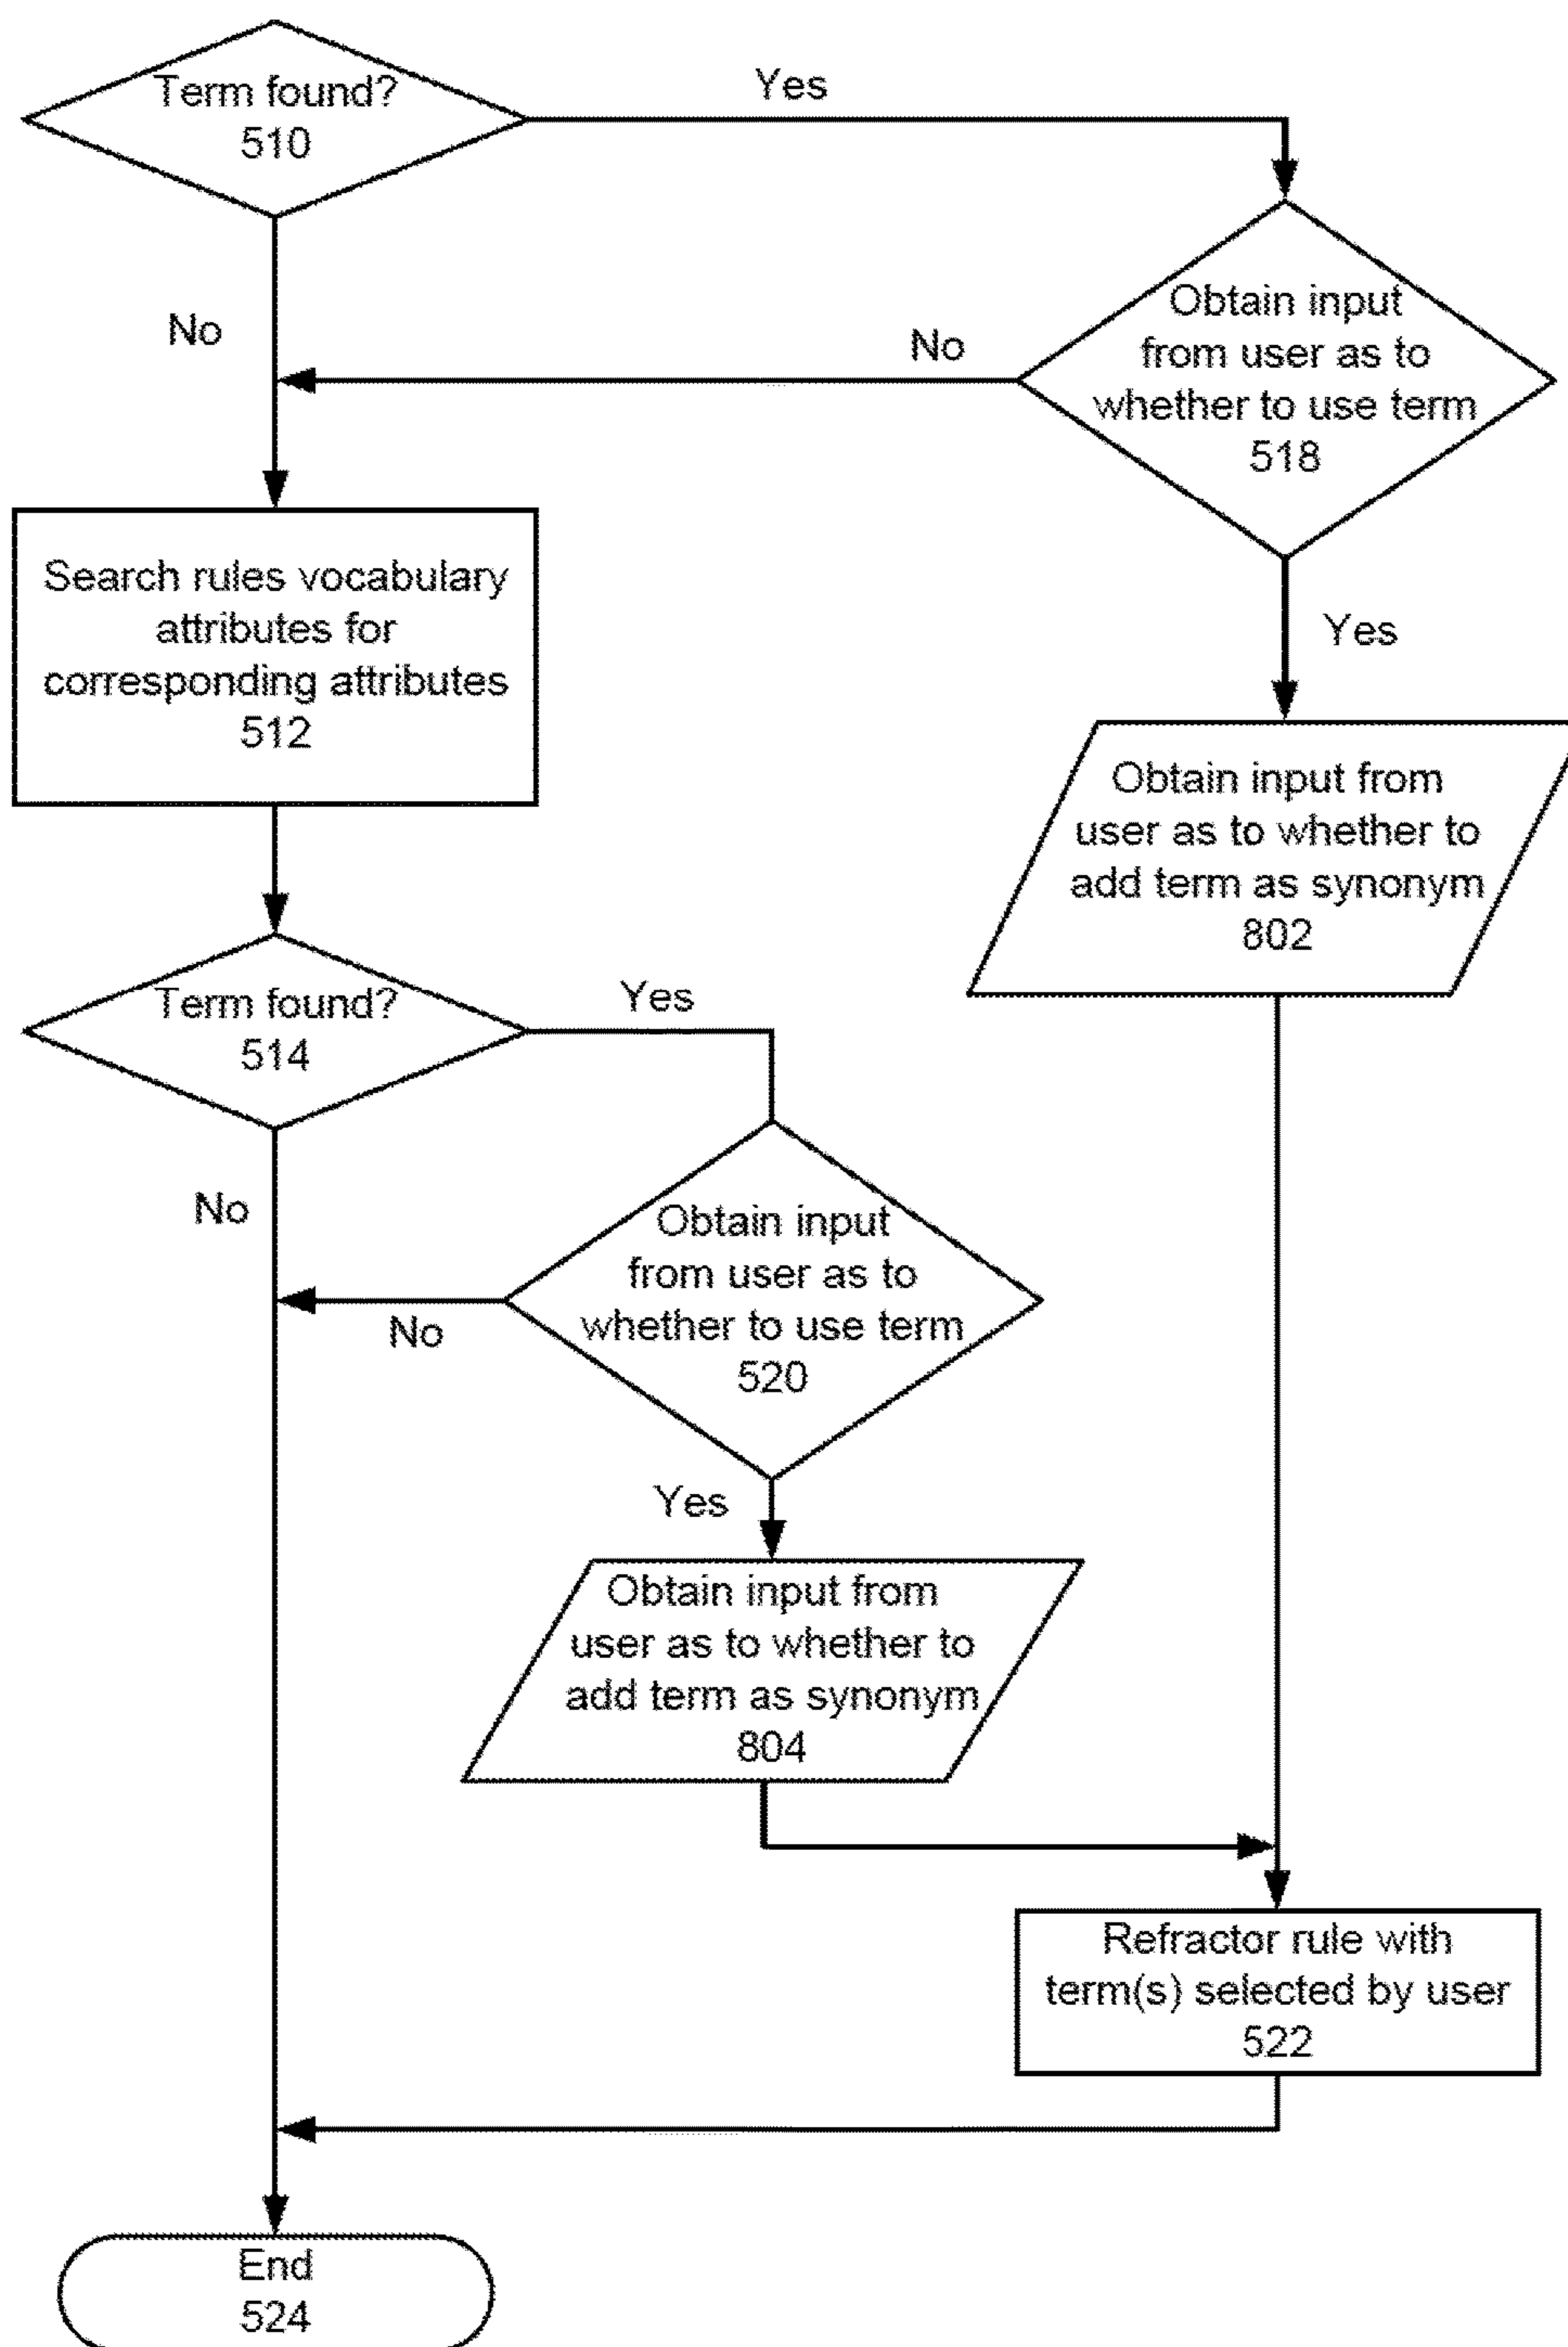 Term found?
510
Yes
No
Obtain input
from user as to
whether to use term
518
No
Yes
Search rules vocabulary
attributes for
corresponding attributes
512
Obtain input from
user as to whether to
add term as synonym
802
Term found?
514
Yes
No
Obtain input
from user as to
whether to use term
520
No
Yes
Obtain input from
user as to whether to
add term as synonym
804
Refractor rule with
term(s) selected by user
522
End
524